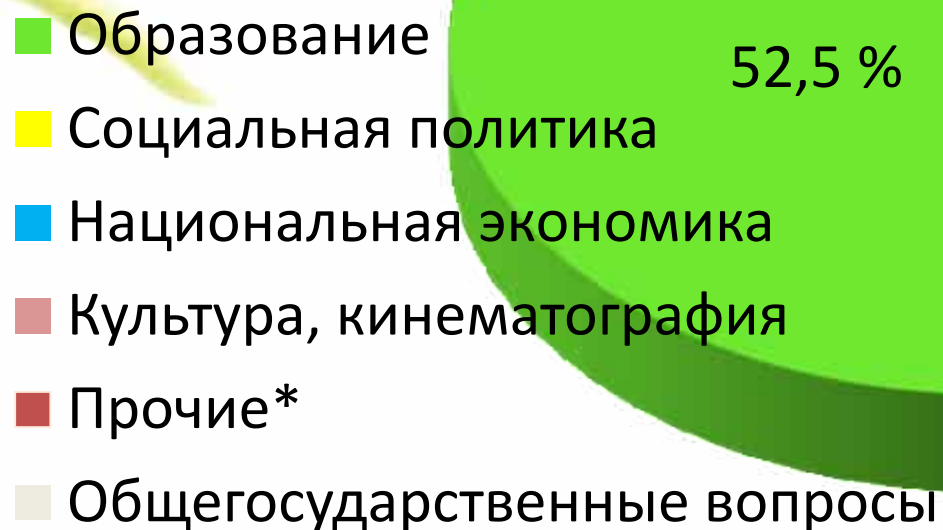 Образование
52,5 %
Социальная политика
Национальная экономика
Культура, кинематография
Прочие*
Общегосударственные вопросы